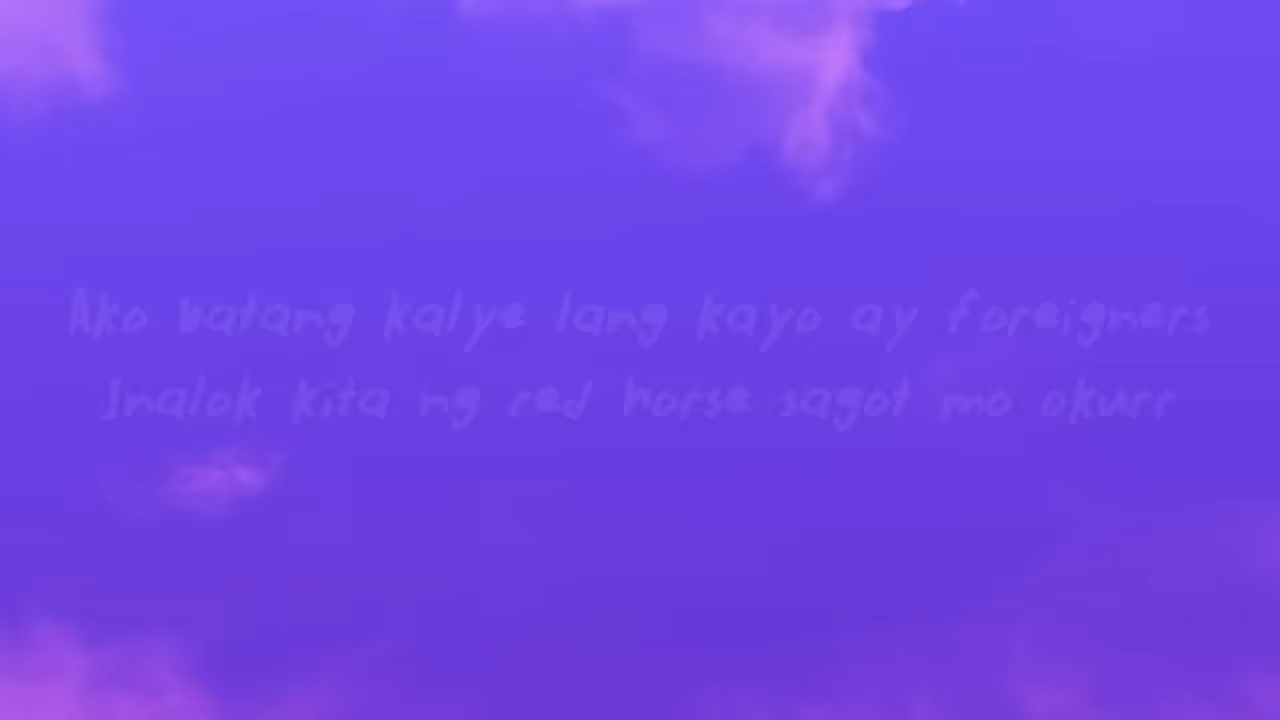 Ako batang kalye lang kayo ay foreigners
Inalok kita ng red horse sagot mo okurr